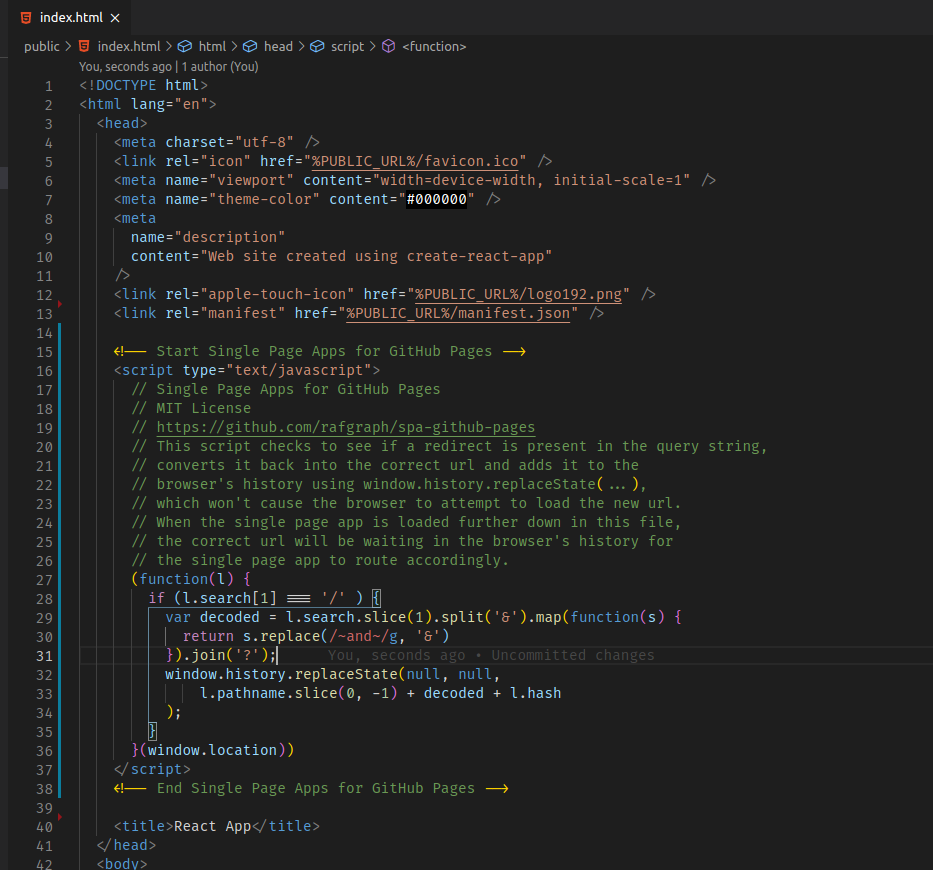 index.html ×
public > index.html > html > head > script > <function>
You, seconds ago | 1 author (You)
1 <!DOCTYPE html>
2 <html lang="en">
3 <head>
4 <meta charset="utf-8" />
5 <link rel="icon" href="%PUBLIC_URL%/favicon.ico" />
6 <meta name="viewport" content="width=device-width, initial-scale=1" />
7 <meta name="theme-color" content="#000000" />
8 <meta
9 name="description"
10 content="Web site created using create-react-app"
11 />
12 <link rel="apple-touch-icon" href="%PUBLIC_URL%/logo192.png" />
13 <link rel="manifest" href="%PUBLIC_URL%/manifest.json" />
14
15 <!-- Start Single Page Apps for GitHub Pages -->
16 <script type="text/javascript">
17 // Single Page Apps for GitHub Pages
18 // MIT License
19 // https://github.com/rafgraph/spa-github-pages
20 // This script checks to see if a redirect is present in the query string,
21 // converts it back into the correct url and adds it to the
22 // browser's history using window.history.replaceState(...),
23 // which won't cause the browser to attempt to load the new url.
24 // When the single page app is loaded further down in this file,
25 // the correct url will be waiting in the browser's history for
26 // the single page app to route accordingly.
27 (function(l) {
28 if (l.search[1] === '/' ) {
29 var decoded = l.search.slice(1).split('&').map(function(s) {
30 return s.replace(/~and~/g, '&')
31 }).join('?'); You, seconds ago • Uncommitted changes
32 window.history.replaceState(null, null,
33 l.pathname.slice(0, -1) + decoded + l.hash
34 );
35 }
36 }(window.location))
37 </script>
38 <!-- End Single Page Apps for GitHub Pages -->
39
40 <title>React App</title>
41 </head>
42 <body>